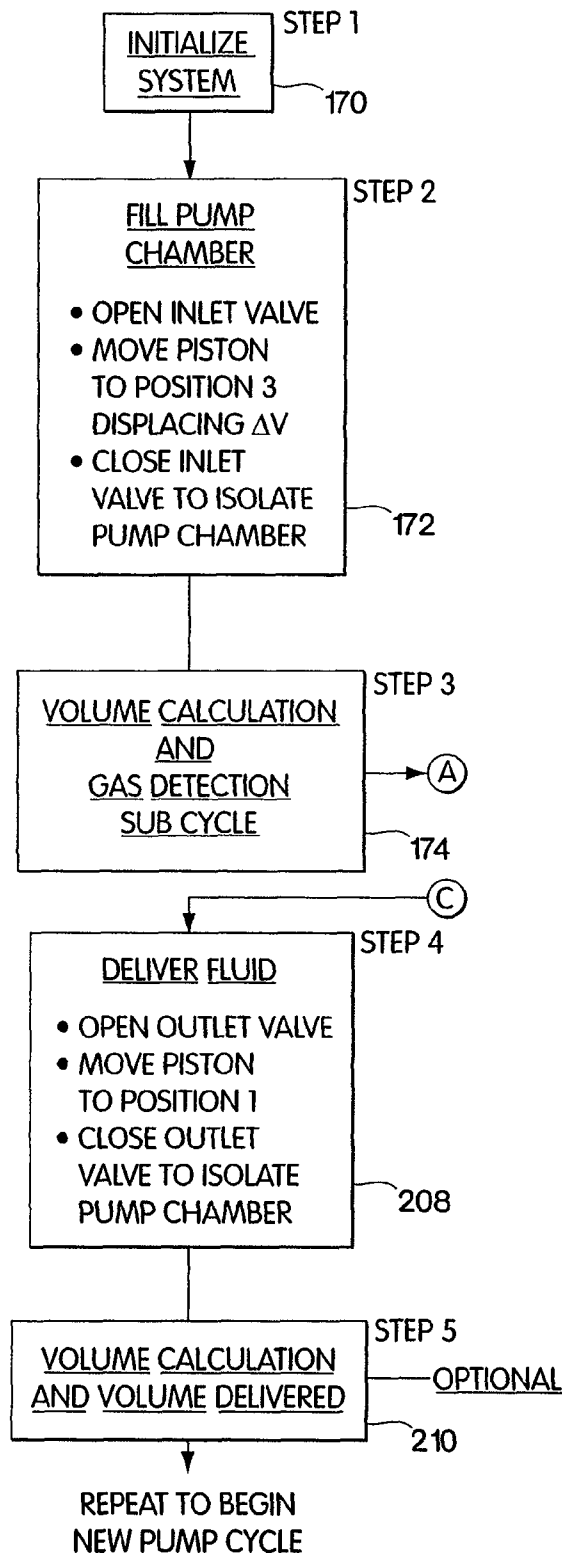 STEP 1
INITIALIZE
SYSTEM
170
STEP 2
FILL PUMP
CHAMBER
• OPEN INLET VALVE
• MOVE PISTON
TO POSITION 3
DISPLACING ΔV
• CLOSE INLET
VALVE TO ISOLATE
PUMP CHAMBER
172
STEP 3
VOLUME CALCULATION
AND
GAS DETECTION
SUB CYCLE
A
174
C
STEP 4
DELIVER FLUID
• OPEN OUTLET VALVE
• MOVE PISTON
TO POSITION 1
• CLOSE OUTLET
VALVE TO ISOLATE
PUMP CHAMBER
208
STEP 5
VOLUME CALCULATION
AND VOLUME DELIVERED
OPTIONAL
210
REPEAT TO BEGIN
NEW PUMP CYCLE